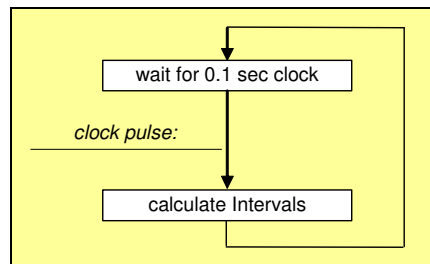 wait for 0.1 sec clock
clock pulse:
calculate Intervals